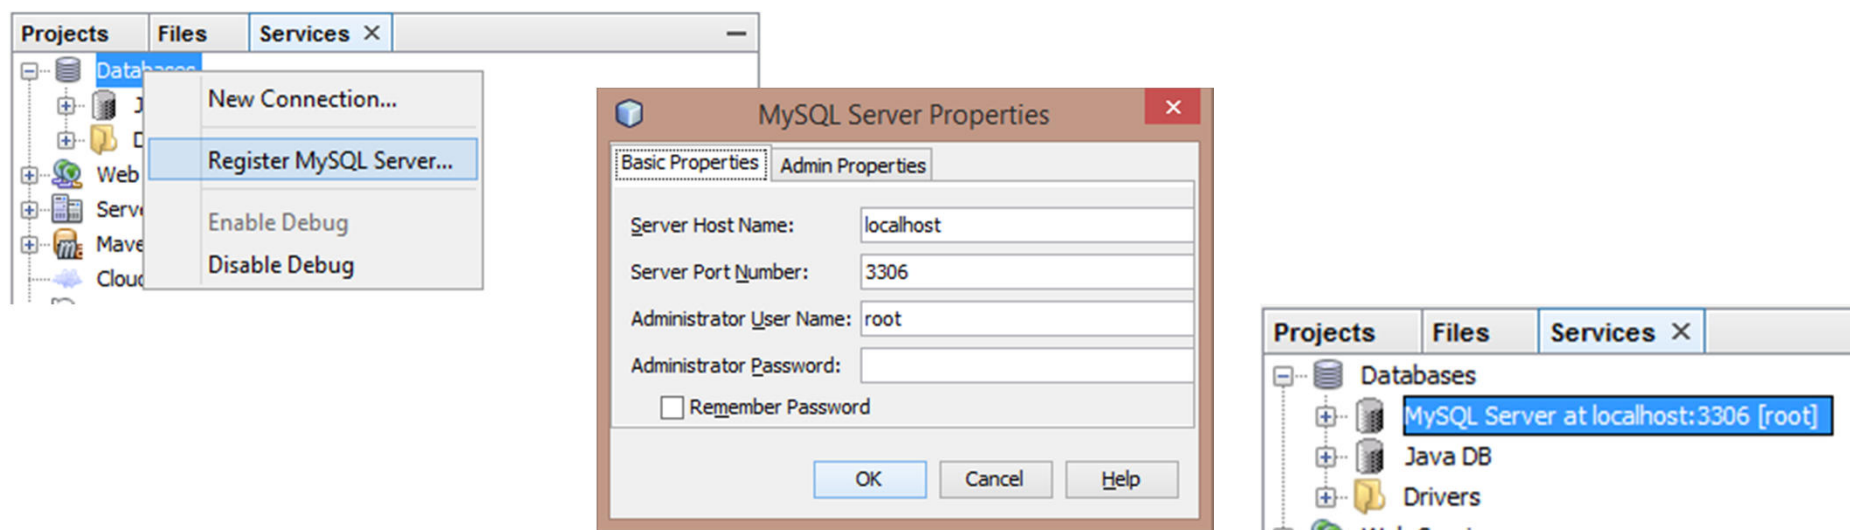 Projects Files Services
Databases
J
D
Web
Serv
Mave
Cloud
New Connection...
Register MySQL Server...
Enable Debug
Disable Debug
MySQL Server Properties
Basic Properties Admin Properties
Server Host Name: localhost
Server Port Number: 3306
Administrator User Name: root
Administrator Password:
Remember Password
OK Cancel Help
Projects Files Services
Databases
MySQL Server at localhost:3306 [root]
Java DB
Drivers